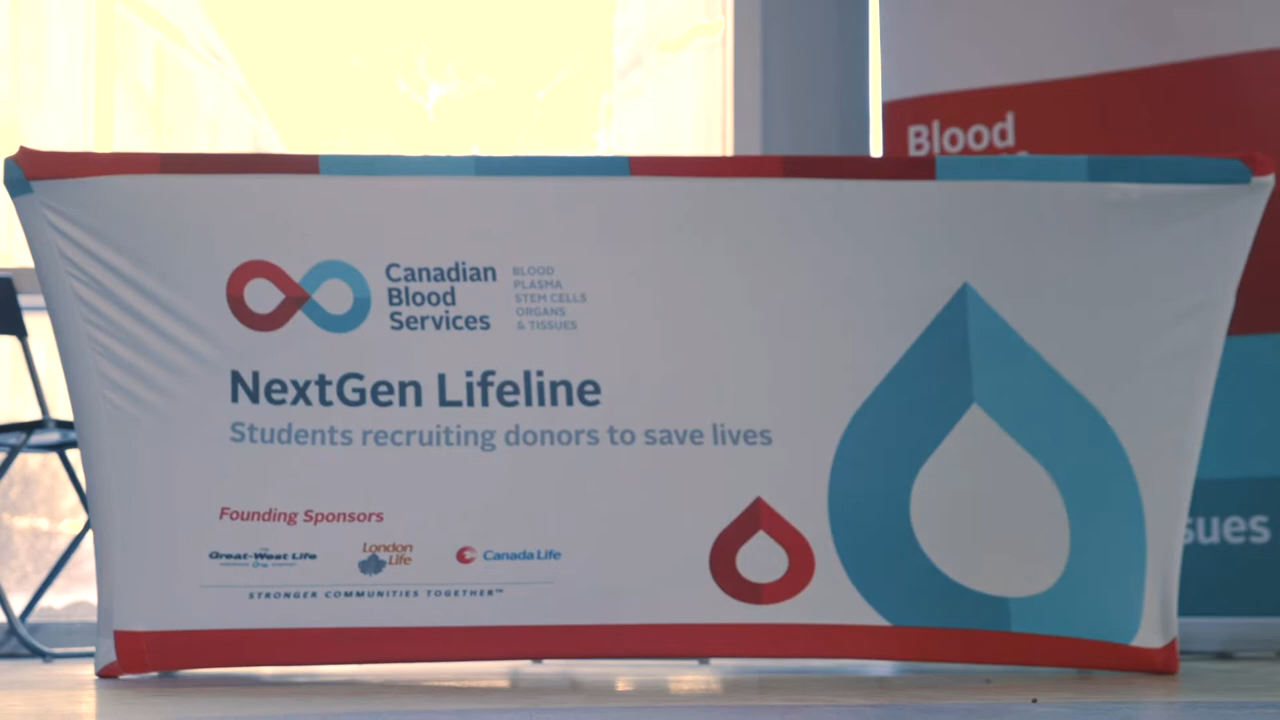 Blood
Canadian
Blood
Services
BLOOD
PLASMA
STEM CELLS
ORGANS
& TISSUES
NextGen Lifeline
Students recruiting donors to save lives
Founding Sponsors
Great-West Life
London
Life
Canada Life
STRONGER COMMUNITIES TOGETHER™
sues